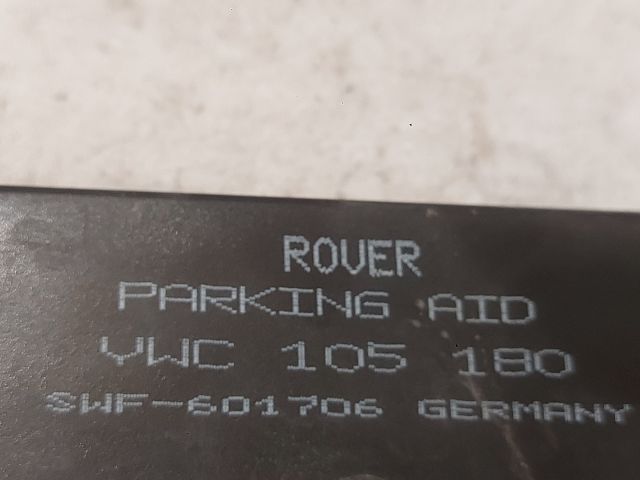 ROVER
PARKING AID
YWC 105 180
SWF-601706 GERMANY